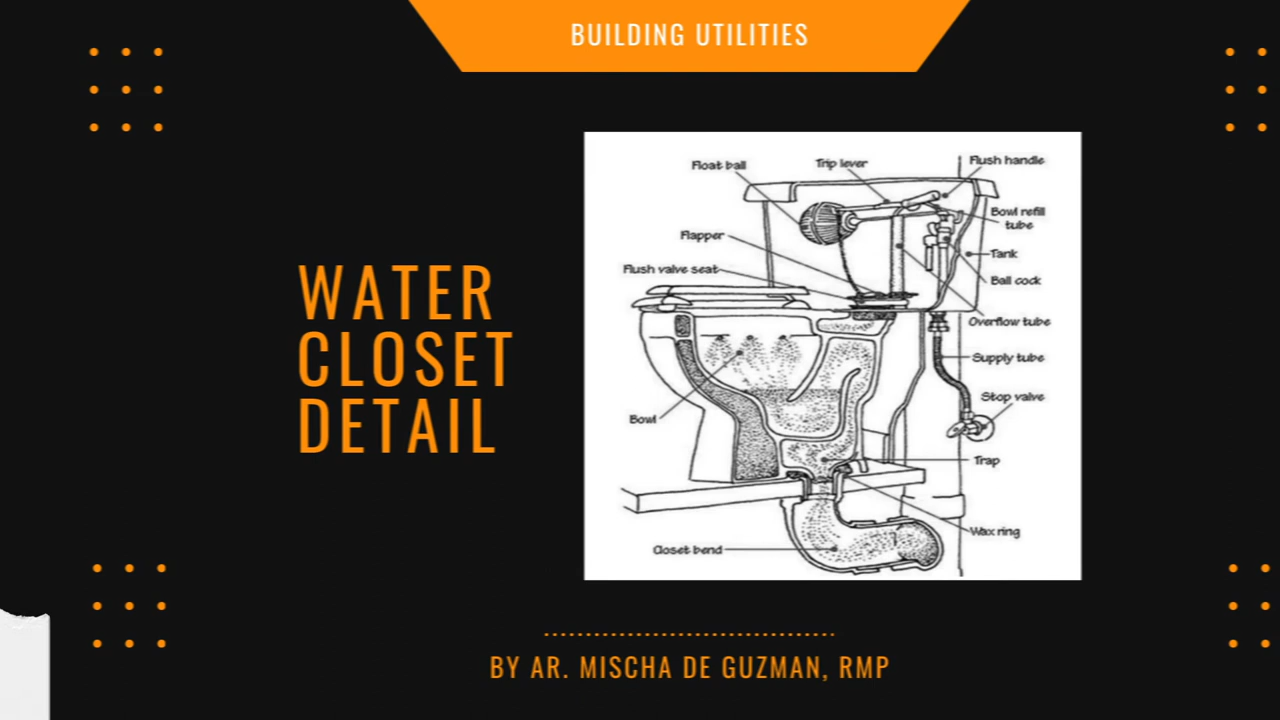 BUILDING UTILITIES
WATER
CLOSET
DETAIL
Float ball
Trip lever
Flush handle
Bowl refill
tube
Flapper
Tank
Flush valve seat
Ball cock
Overflow tube
Supply tube
Stop valve
Bowl
Trap
Wax ring
Closet bend
BY AR. MISCHA DE GUZMAN, RMP